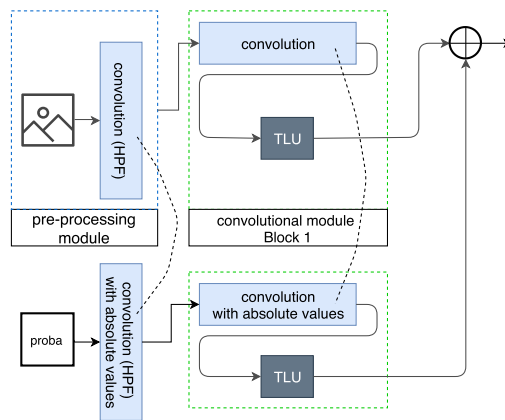 convolution (HPF)
convolution
TLU
pre-processing
module
convolutional module
Block 1
proba
convolution (HPF)
with absolute values
convolution
with absolute values
TLU